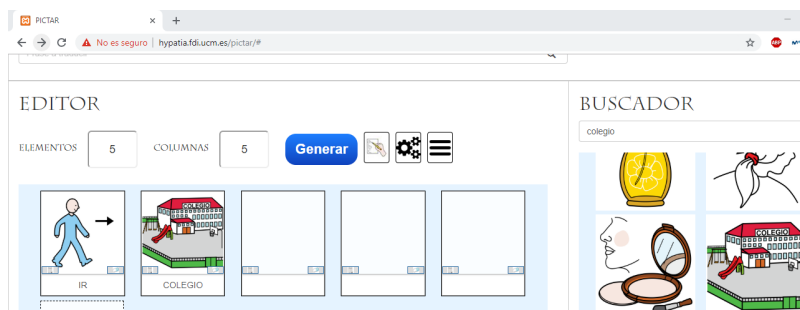 PICTAR
No es seguro | hypatia.fdi.ucm.es/pictar/#
ABP
EDITOR
BUSCADOR
ELEMENTOS 5 COLUMNAS 5 Generar
colegio
COLEGIO
COLEGIO
IR
COLEGIO